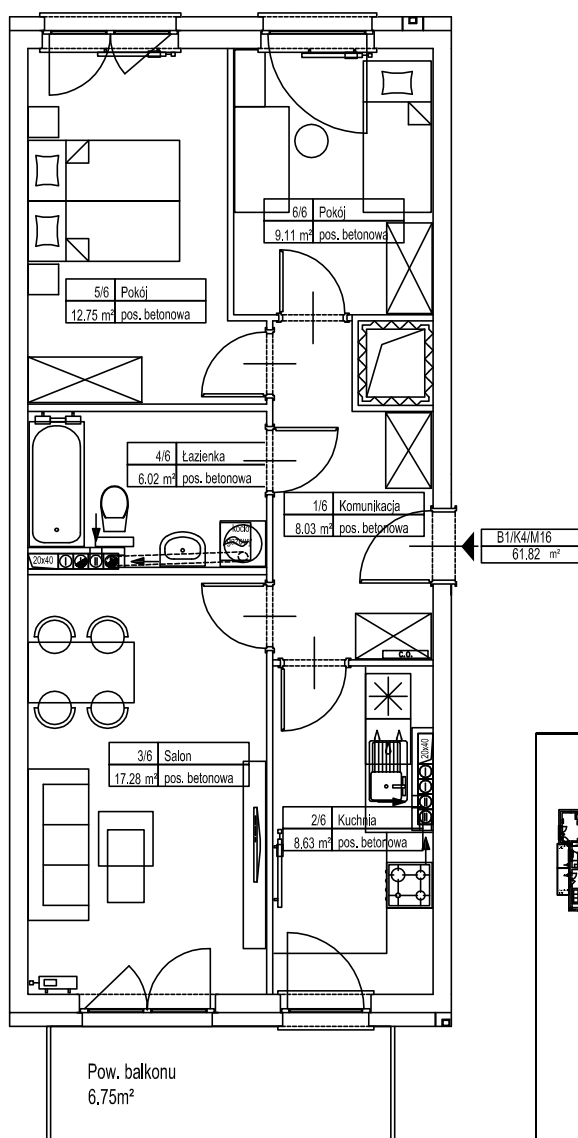 6/6 Pokój
9.11 m² pos. betonowa
5/6 Pokój
12.75 m² pos. betonowa
4/6 Łazienka
6.02 m² pos. betonowa
1/6 Komunikacja
8.03 m² pos. betonowa
B1/K4/M16
61.82 m²
20x40
C.O.
3/6 Salon
17.28 m² pos. betonowa
20x40
2/6 Kuchnia
8.63 m² pos. betonowa
Pow. balkonu
6.75m²